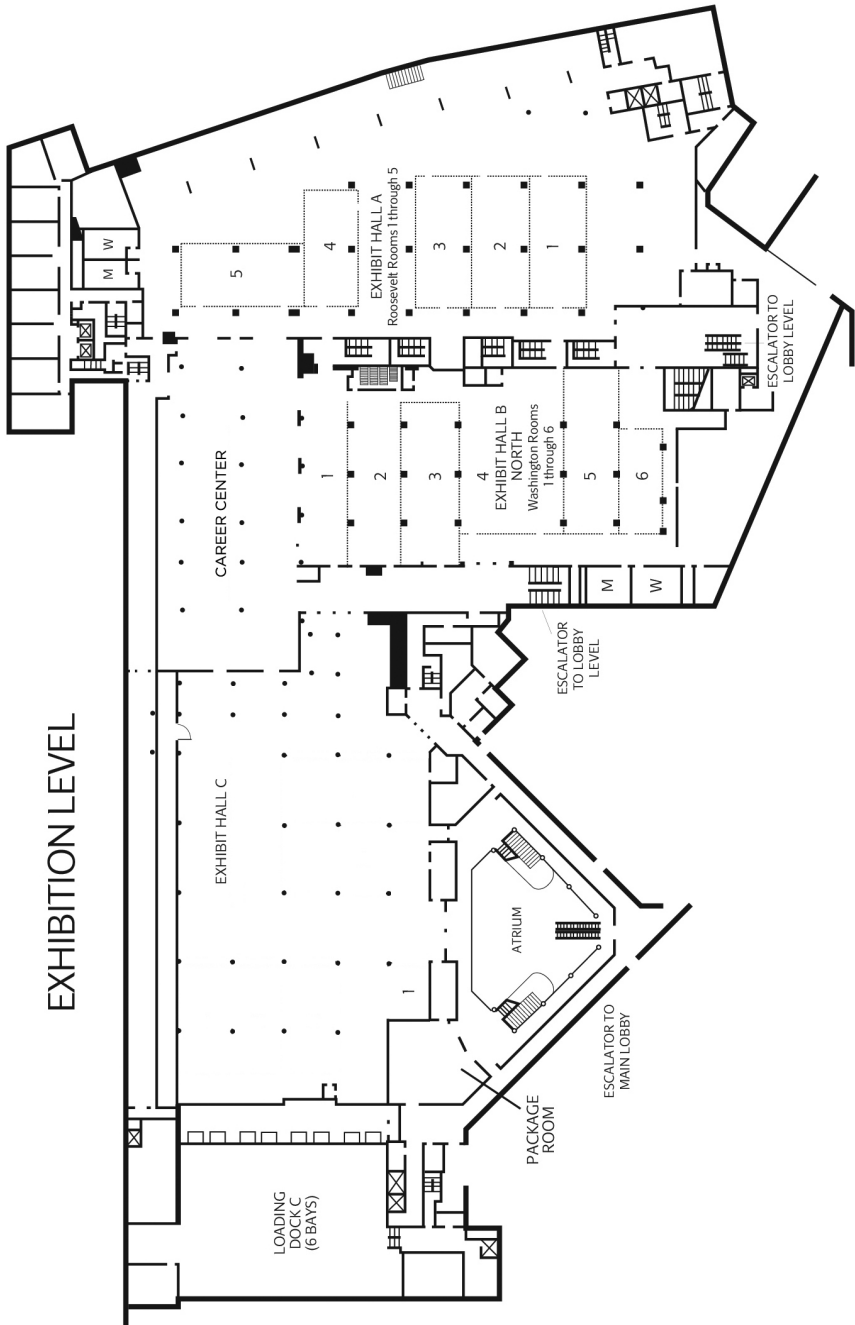 EXHIBITION LEVEL
LOADING
DOCK C
(6 BAYS)
EXHIBIT HALL C
1
PACKAGE
ROOM
ATRIUM
ESCALATOR TO
MAIN LOBBY
CAREER CENTER
ESCALATOR
TO LOBBY
LEVEL
M
W
1
2
3
4
EXHIBIT HALL B
NORTH
Washington Rooms
1 through 6
5
6
M
W
5
4
EXHIBIT HALL A
Roosevelt Rooms 1 through 5
3
2
1
ESCALATOR TO
LOBBY LEVEL